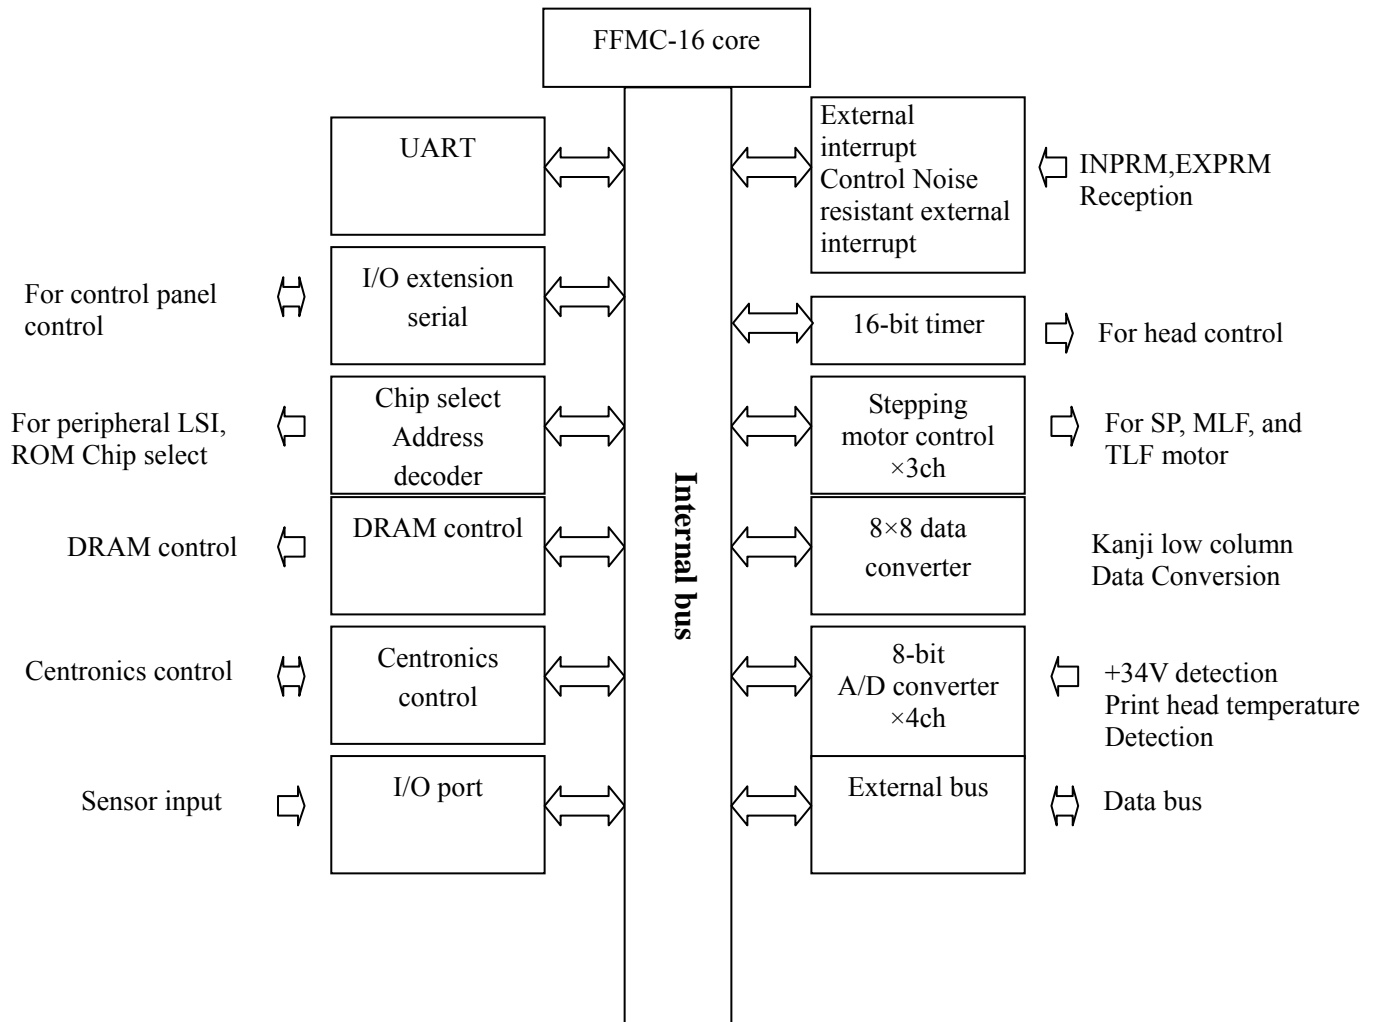 FFMC-16 core
UART
External
interrupt
Control Noise
resistant external
interrupt
INPRM,EXPRM
Reception
For control panel
control
I/O extension
serial
16-bit timer
For head control
For peripheral LSI,
ROM Chip select
Chip select
Address
decoder
Stepping
motor control
×3ch
For SP, MLF, and
TLF motor
Internal bus
DRAM control
DRAM control
8×8 data
converter
Kanji low column
Data Conversion
Centronics control
Centronics
control
8-bit
A/D converter
×4ch
+34V detection
Print head temperature
Detection
Sensor input
I/O port
External bus
Data bus